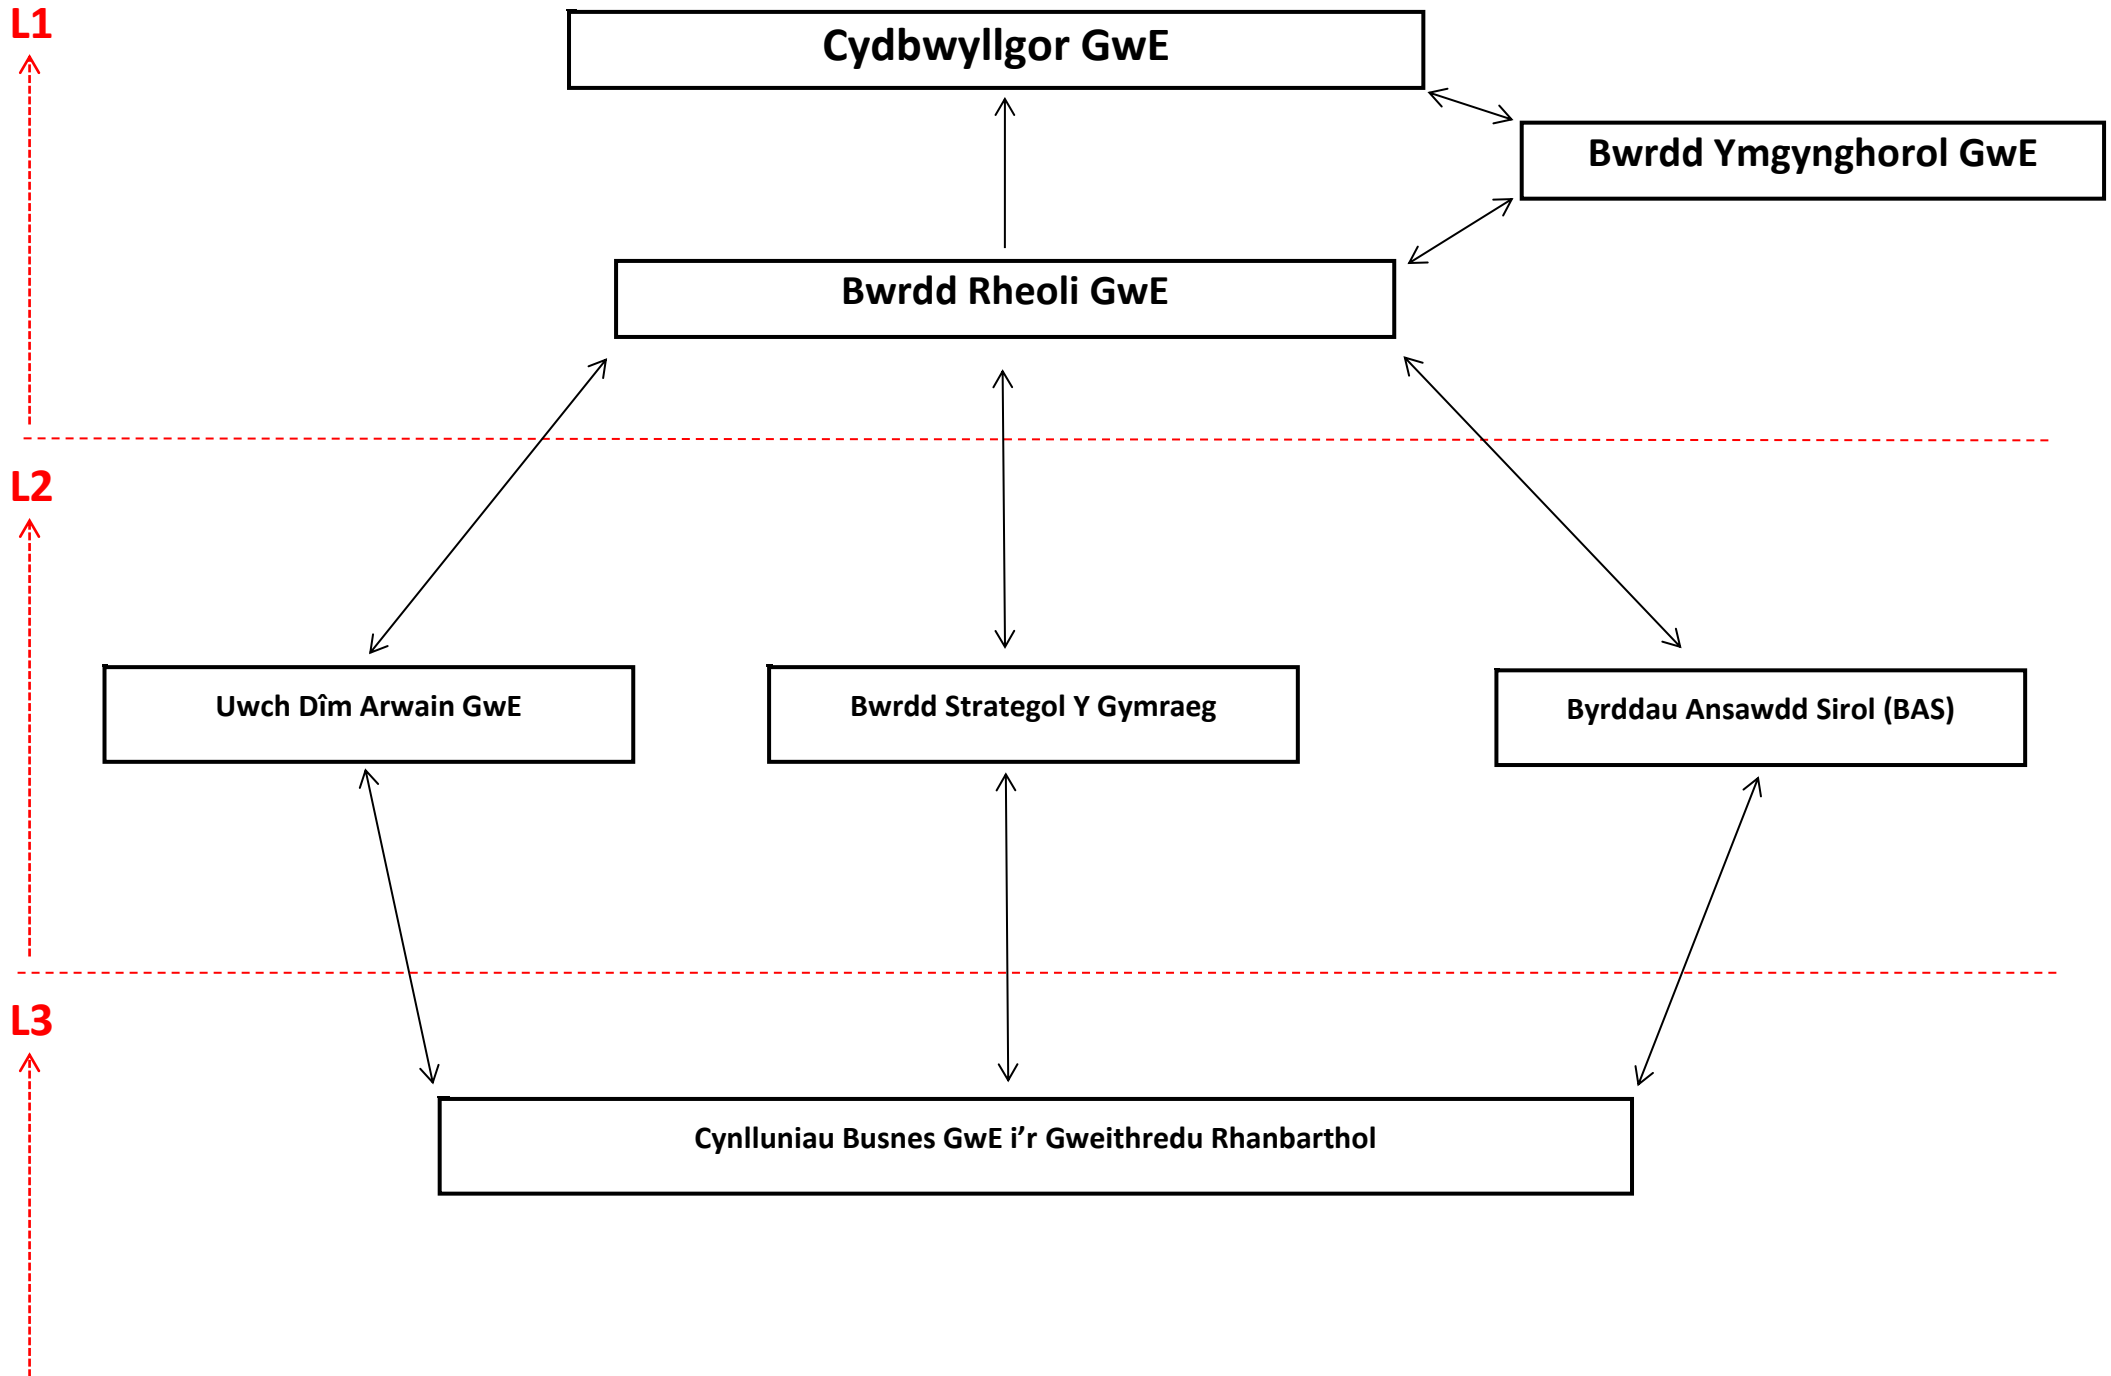 L1
Cydbwyllgor GwE
Bwrdd Ymgynghorol GwE
Bwrdd Rheoli GwE
L2
Uwch Dîm Arwain GwE
Bwrdd Strategol Y Gymraeg
Byrddau Ansawdd Sirol (BAS)
L3
Cynlluniau Busnes GwE i’r Gweithredu Rhanbarthol